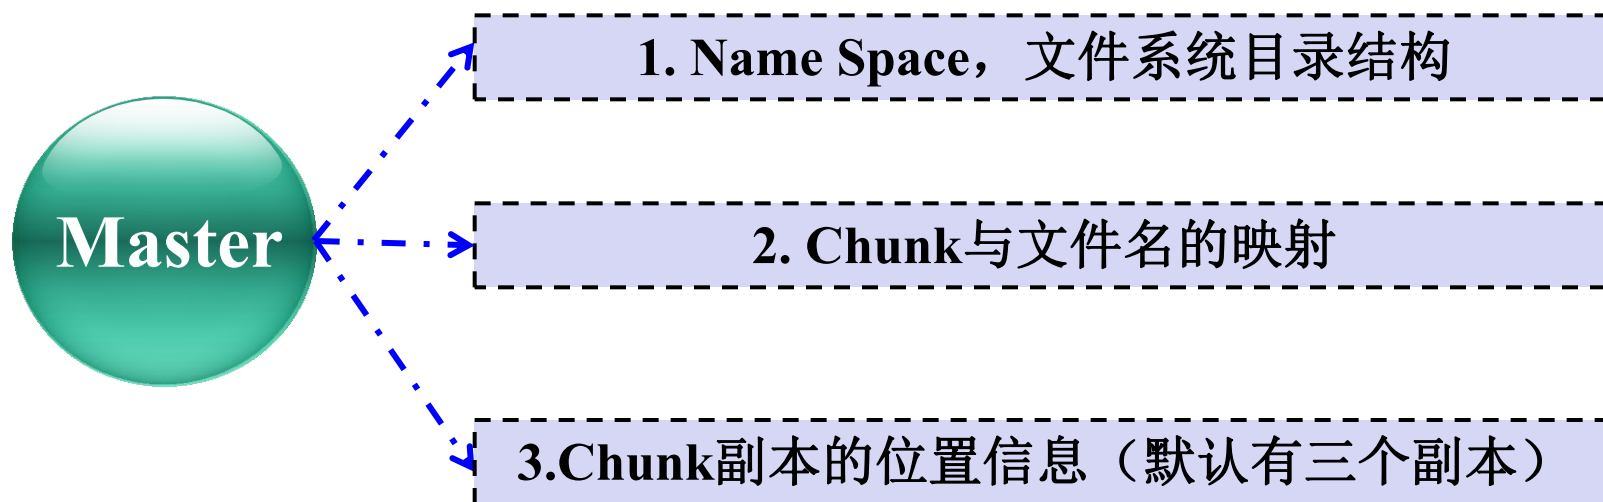 Master
1. Name Space，文件系统目录结构
2. Chunk与文件名的映射
3.Chunk副本的位置信息（默认有三个副本）